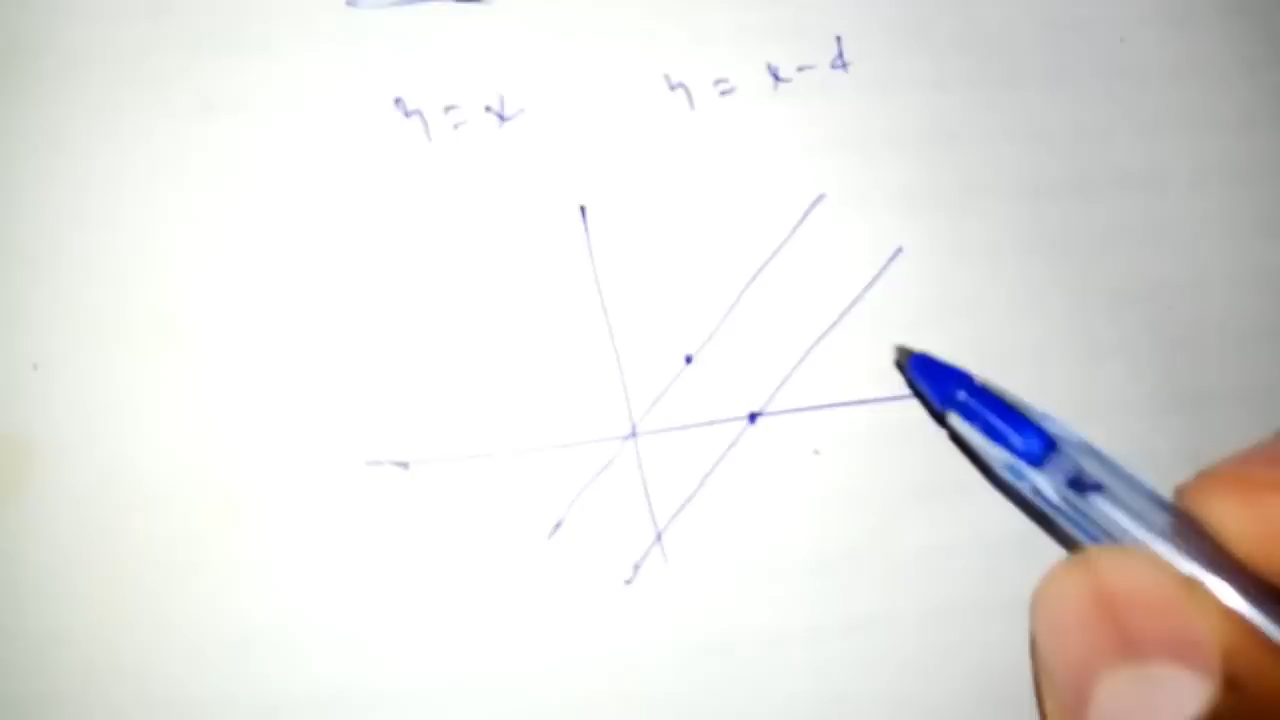 y = x y = x - d